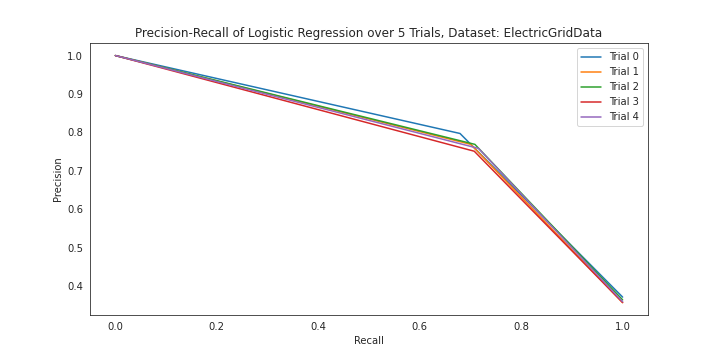 Precision-Recall of Logistic Regression over 5 Trials, Dataset: ElectricGridData
Trial 0
Trial 1
Trial 2
Trial 3
Trial 4
1.0
0.9
0.8
0.7
0.6
0.5
0.4
Precision
0.0 0.2 0.4 0.6 0.8 1.0
Recall